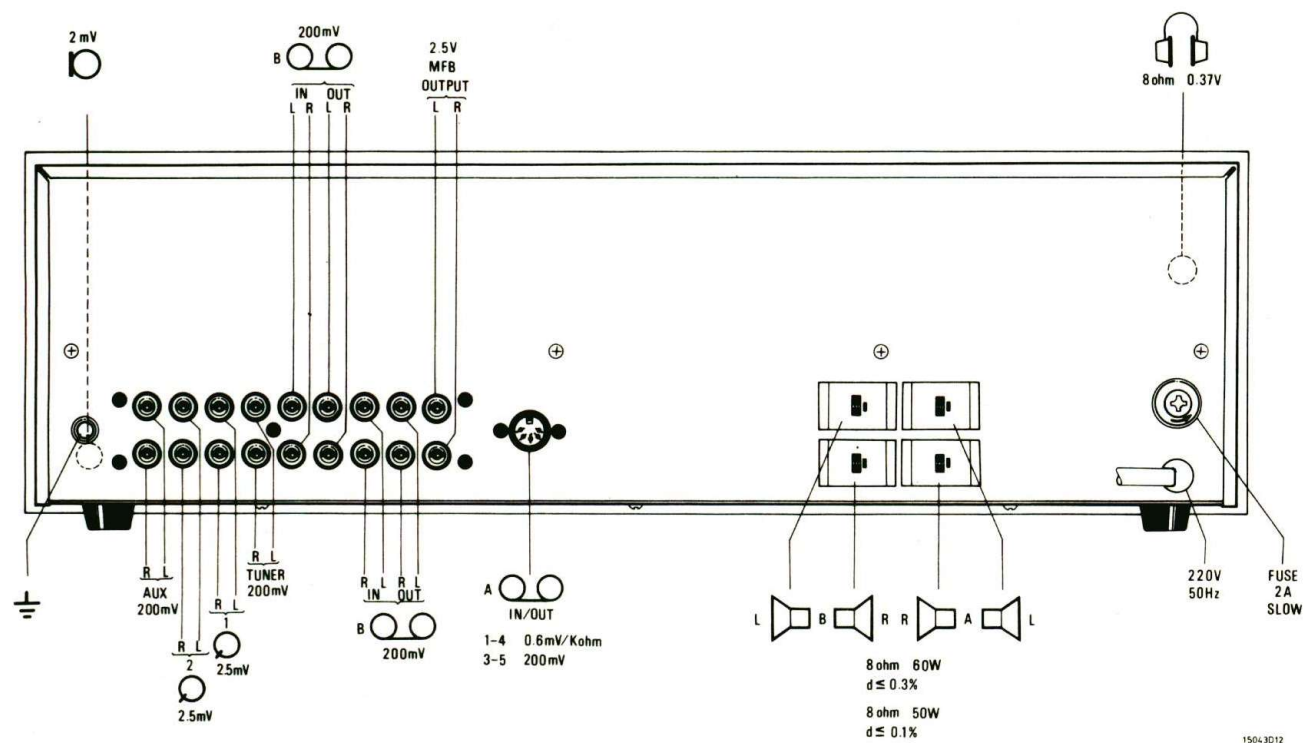 2 mV
200mV
B
IN OUT
L R L R
2.5V
MFB
OUTPUT
L R
8 ohm 0.37V
R L
AUX
200mV
R L
2
2.5mV
R L
1
2.5mV
R L
TUNER
200mV
R L R L
IN OUT
B
200mV
A
IN/OUT
1-4 0.6mV/Kohm
3-5 200mV
L B R R A L
8 ohm 60W
d ≤ 0.3%
8 ohm 50W
d ≤ 0.1%
220V
50Hz
FUSE
2A
SLOW
15043D12